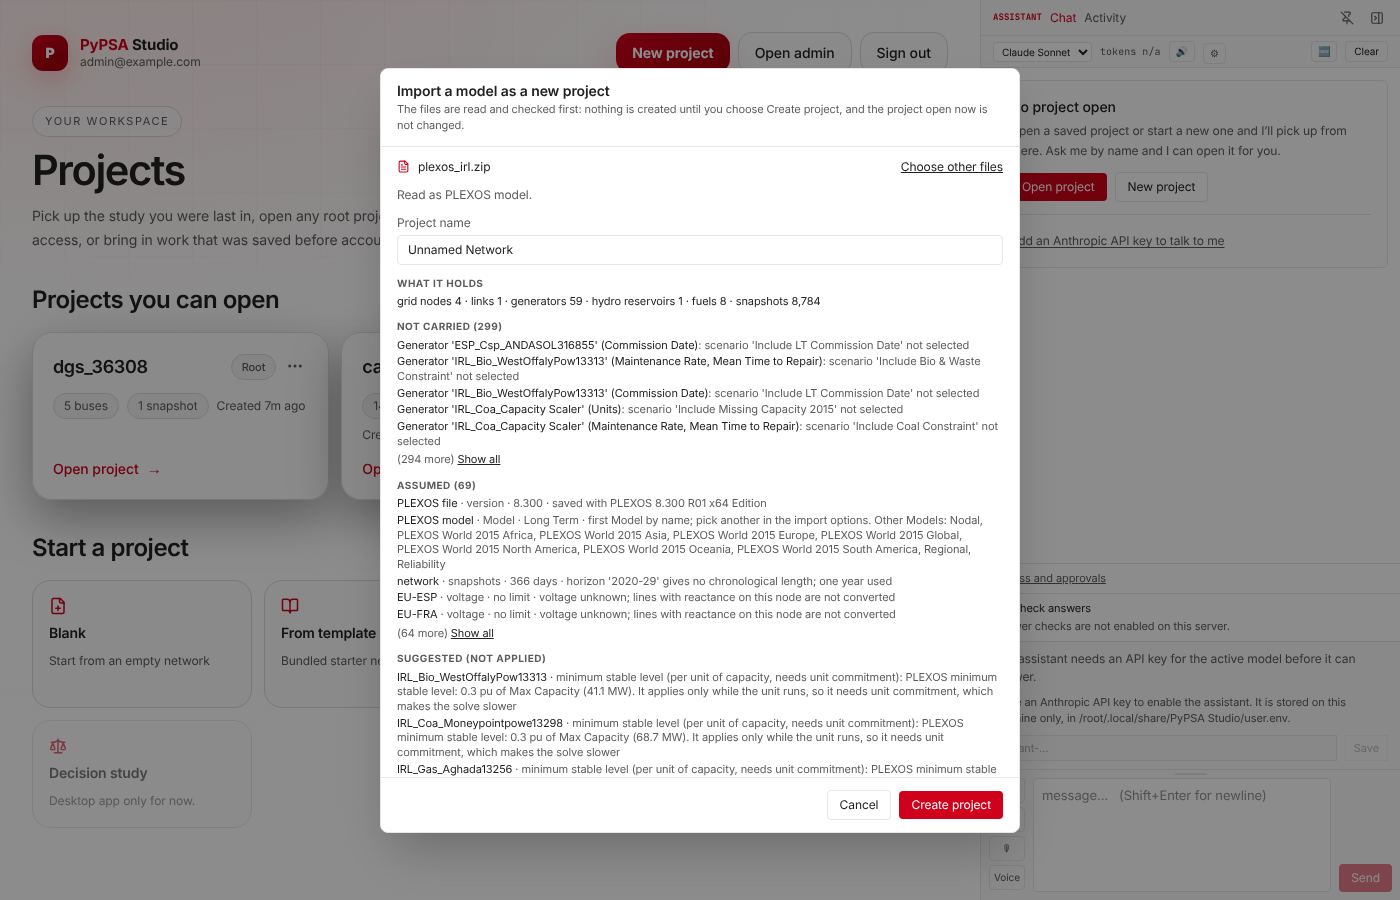 P
PyPSA Studio
admin@example.com
New project
Open admin
Sign out
YOUR WORKSPACE
Projects
Pick up the study you were last in, open any root
access, or bring in work that was saved before
Projects you can open
dgs_36308
Root
5 buses
1 snapshot
Created 7m ago
Open project →
Start a project
Blank
Start from an empty network
From template
Bundled starter
Decision study
Desktop app only for now.
Import a model as a new project
The files are read and checked first: nothing is created until you choose Create project, and the project open now is
not changed.
plexos_irl.zip
Choose other files
Read as PLEXOS model.
Project name
Unnamed Network
WHAT IT HOLDS
grid nodes 4 · links 1 · generators 59 · hydro reservoirs 1 · fuels 8 · snapshots 8,784
NOT CARRIED (299)
Generator 'ESP_Csp_ANDASOL316855' (Commission Date): scenario 'Include LT Commission Date' not selected
Generator 'IRL_Bio_WestOffalyPow13313' (Maintenance Rate, Mean Time to Repair): scenario 'Include Bio & Waste
Constraint' not selected
Generator 'IRL_Bio_WestOffalyPow13313' (Commission Date): scenario 'Include LT Commission Date' not selected
Generator 'IRL_Coa_Capacity Scaler' (Units): scenario 'Include Missing Capacity 2015' not selected
Generator 'IRL_Coa_Capacity Scaler' (Maintenance Rate, Mean Time to Repair): scenario 'Include Coal Constraint' not
selected
(294 more) Show all
ASSUMED (69)
PLEXOS file · version · 8.300 · saved with PLEXOS 8.300 R01 x64 Edition
PLEXOS model · Model · Long Term · first Model by name; pick another in the import options. Other Models: Nodal,
PLEXOS World 2015 Africa, PLEXOS World 2015 Asia, PLEXOS World 2015 Europe, PLEXOS World 2015 Global,
PLEXOS World 2015 North America, PLEXOS World 2015 Oceania, PLEXOS World 2015 South America, Regional,
Reliability
network · snapshots · 366 days · horizon '2020-29' gives no chronological length; one year used
EU-ESP · voltage · no limit · voltage unknown; lines with reactance on this node are not converted
EU-FRA · voltage · no limit · voltage unknown; lines with reactance on this node are not converted
(64 more) Show all
SUGGESTED (NOT APPLIED)
IRL_Bio_WestOffalyPow13313 · minimum stable level (per unit of capacity, needs unit commitment): PLEXOS minimum
stable level: 0.3 pu of Max Capacity (41.1 MW). It applies only while the unit runs, so it needs unit commitment, which
makes the solve slower
IRL_Coa_Moneypointpowe13298 · minimum stable level (per unit of capacity, needs unit commitment): PLEXOS
minimum stable level: 0.3 pu of Max Capacity (68.7 MW). It applies only while the unit runs, so it needs unit
commitment, which makes the solve slower
IRL_Gas_Aghada13256 · minimum stable level (per unit of capacity, needs unit commitment): PLEXOS minimum stable
Cancel
Create project
ASSISTANT Chat Activity
Claude Sonnet
tokens n/a
Clear
project open
a saved project or start a new one and I'll pick up from
Ask me by name and I can open it for you.
Open project
New project
an Anthropic API key to talk to me
and approvals
answers
checks are not enabled on this server.
assistant needs an API key for the active model before it can
an Anthropic API key to enable the assistant. It is stored on this
only, in /root/.local/share/PyPSA Studio/user.env.
Save
message... (Shift+Enter for newline)
Voice
Send